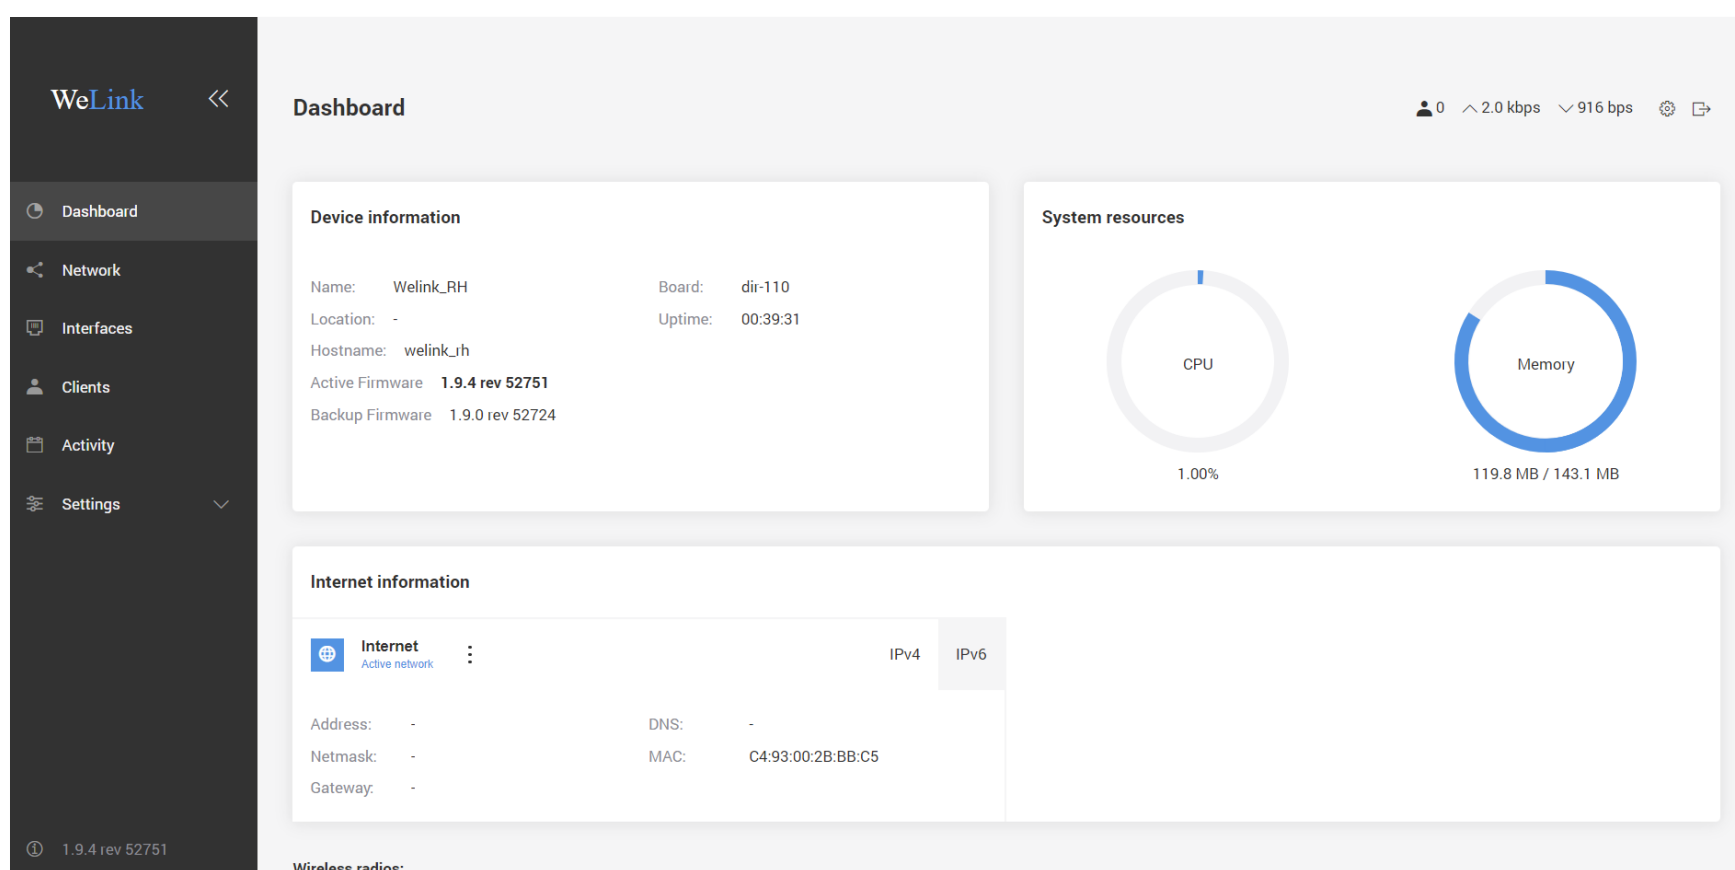 WeLink
Dashboard
Network
Interfaces
Clients
Activity
Settings
1.9.4 rev 52751
Dashboard
0 2.0 kbps 916 bps
Device information
Name: Welink_RH
Location: -
Hostname: welink_rh
Active Firmware 1.9.4 rev 52751
Backup Firmware 1.9.0 rev 52724
Board: dir-110
Uptime: 00:39:31
System resources
CPU
1.00%
Memory
119.8 MB / 143.1 MB
Internet information
Internet
Active network
IPv4 IPv6
Address: -
Netmask: -
Gateway: -
DNS: -
MAC: C4:93:00:2B:BB:C5
Wireless radios: